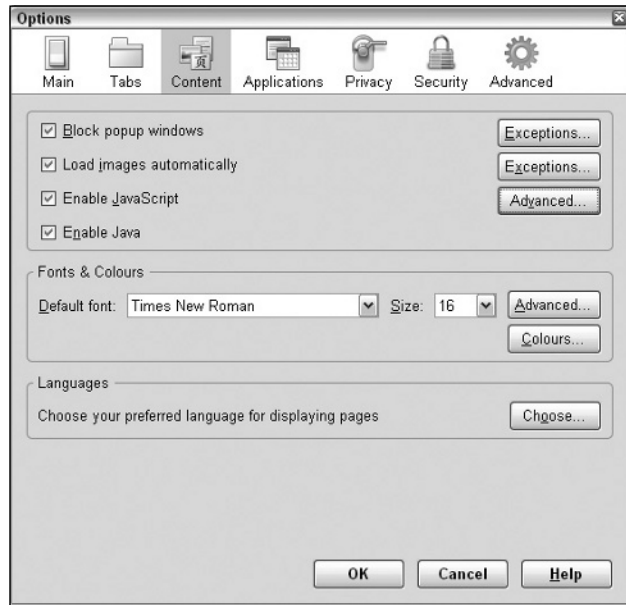 Options
Main Tabs Content Applications Privacy Security Advanced
页
Block popup windows Exceptions...
Load images automatically Exceptions...
Enable JavaScript Advanced...
Enable Java
Fonts & Colours
Default font: Times New Roman Size: 16 Advanced...
Colours...
Languages
Choose your preferred language for displaying pages Choose...
OK Cancel Help